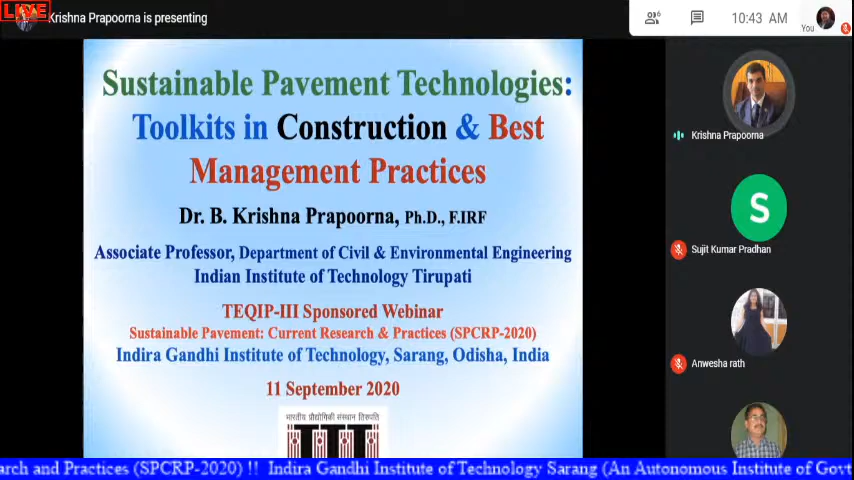 LIVE
Krishna Prapoorna is presenting
6
10:43 AM
You
Sustainable Pavement Technologies:
Toolkits in Construction & Best
Management Practices
Dr. B. Krishna Prapoorna, Ph.D., F.IRF
Associate Professor, Department of Civil & Environmental Engineering
Indian Institute of Technology Tirupati
TEQIP-III Sponsored Webinar
Sustainable Pavement: Current Research & Practices (SPCRP-2020)
Indira Gandhi Institute of Technology, Sarang, Odisha, India
11 September 2020
भारतीय प्रौद्योगिकी संस्थान तिरुपति
Krishna Prapoorna
S
Sujit Kumar Pradhan
Anwesha rath
arch and Practices (SPCRP-2020) !! Indira Gandhi Institute of Technology Sarang (An Autonomous Institute of Govt